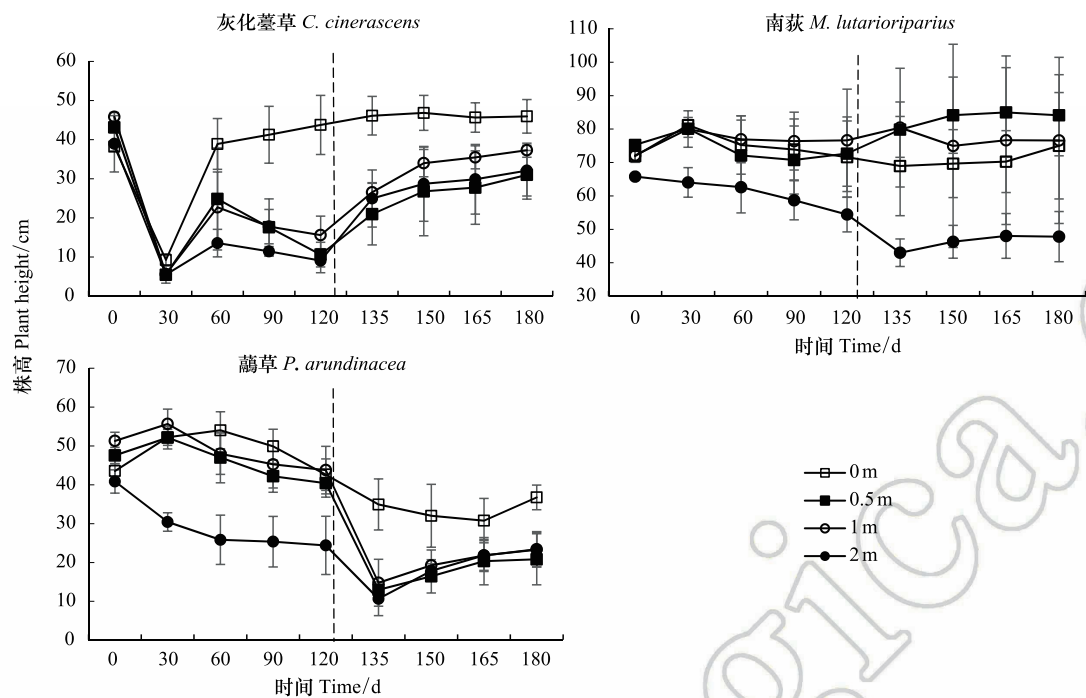 灰化薹草 C. cinerascens
60
50
40
30
20
10
0
0 30 60 90 120 135 150 165 180
南荻 M. lutarioriparius
110
100
90
80
70
60
50
40
30
0 30 60 90 120 135 150 165 180
时间 Time/d
株高 Plant height/cm
虉草 P. arundinacea
70
60
50
40
30
20
10
0
0 30 60 90 120 135 150 165 180
时间 Time/d
0 m
0.5 m
1 m
2 m
gica